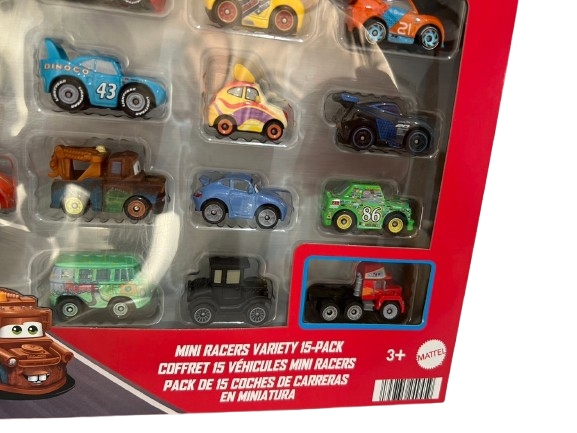 21
DINOCO 43
86
MINI RACERS VARIETY 15-PACK
COFFRET 15 VÉHICULES MINI RACERS
PACK DE 15 COCHES DE CARRERAS
EN MINIATURA
3+
MATTEL